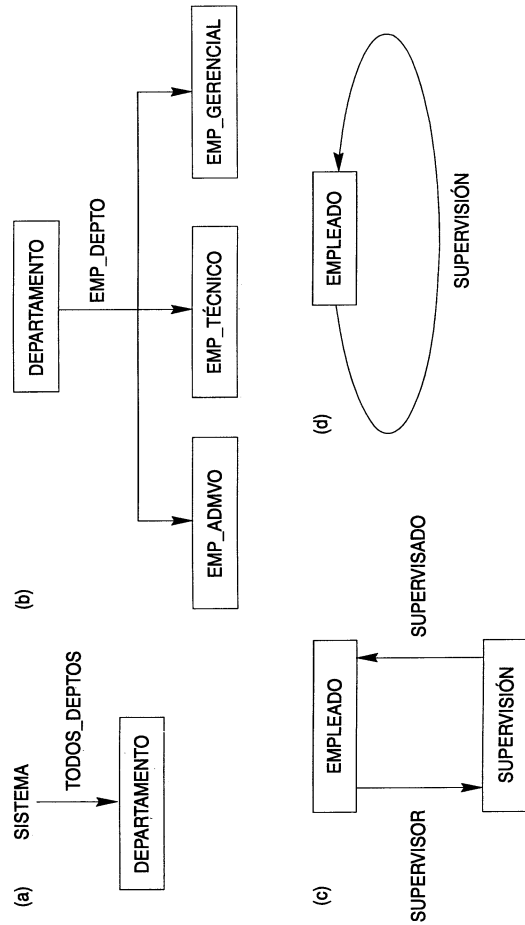 (a)
SISTEMA
TODOS_DEPTOS
DEPARTAMENTO
(b)
DEPARTAMENTO
EMP_DEPTO
EMP_ADMVO
EMP_TÉCNICO
EMP_GERENCIAL
(c)
EMPLEADO
SUPERVISOR
SUPERVISADO
SUPERVISIÓN
(d)
EMPLEADO
SUPERVISIÓN